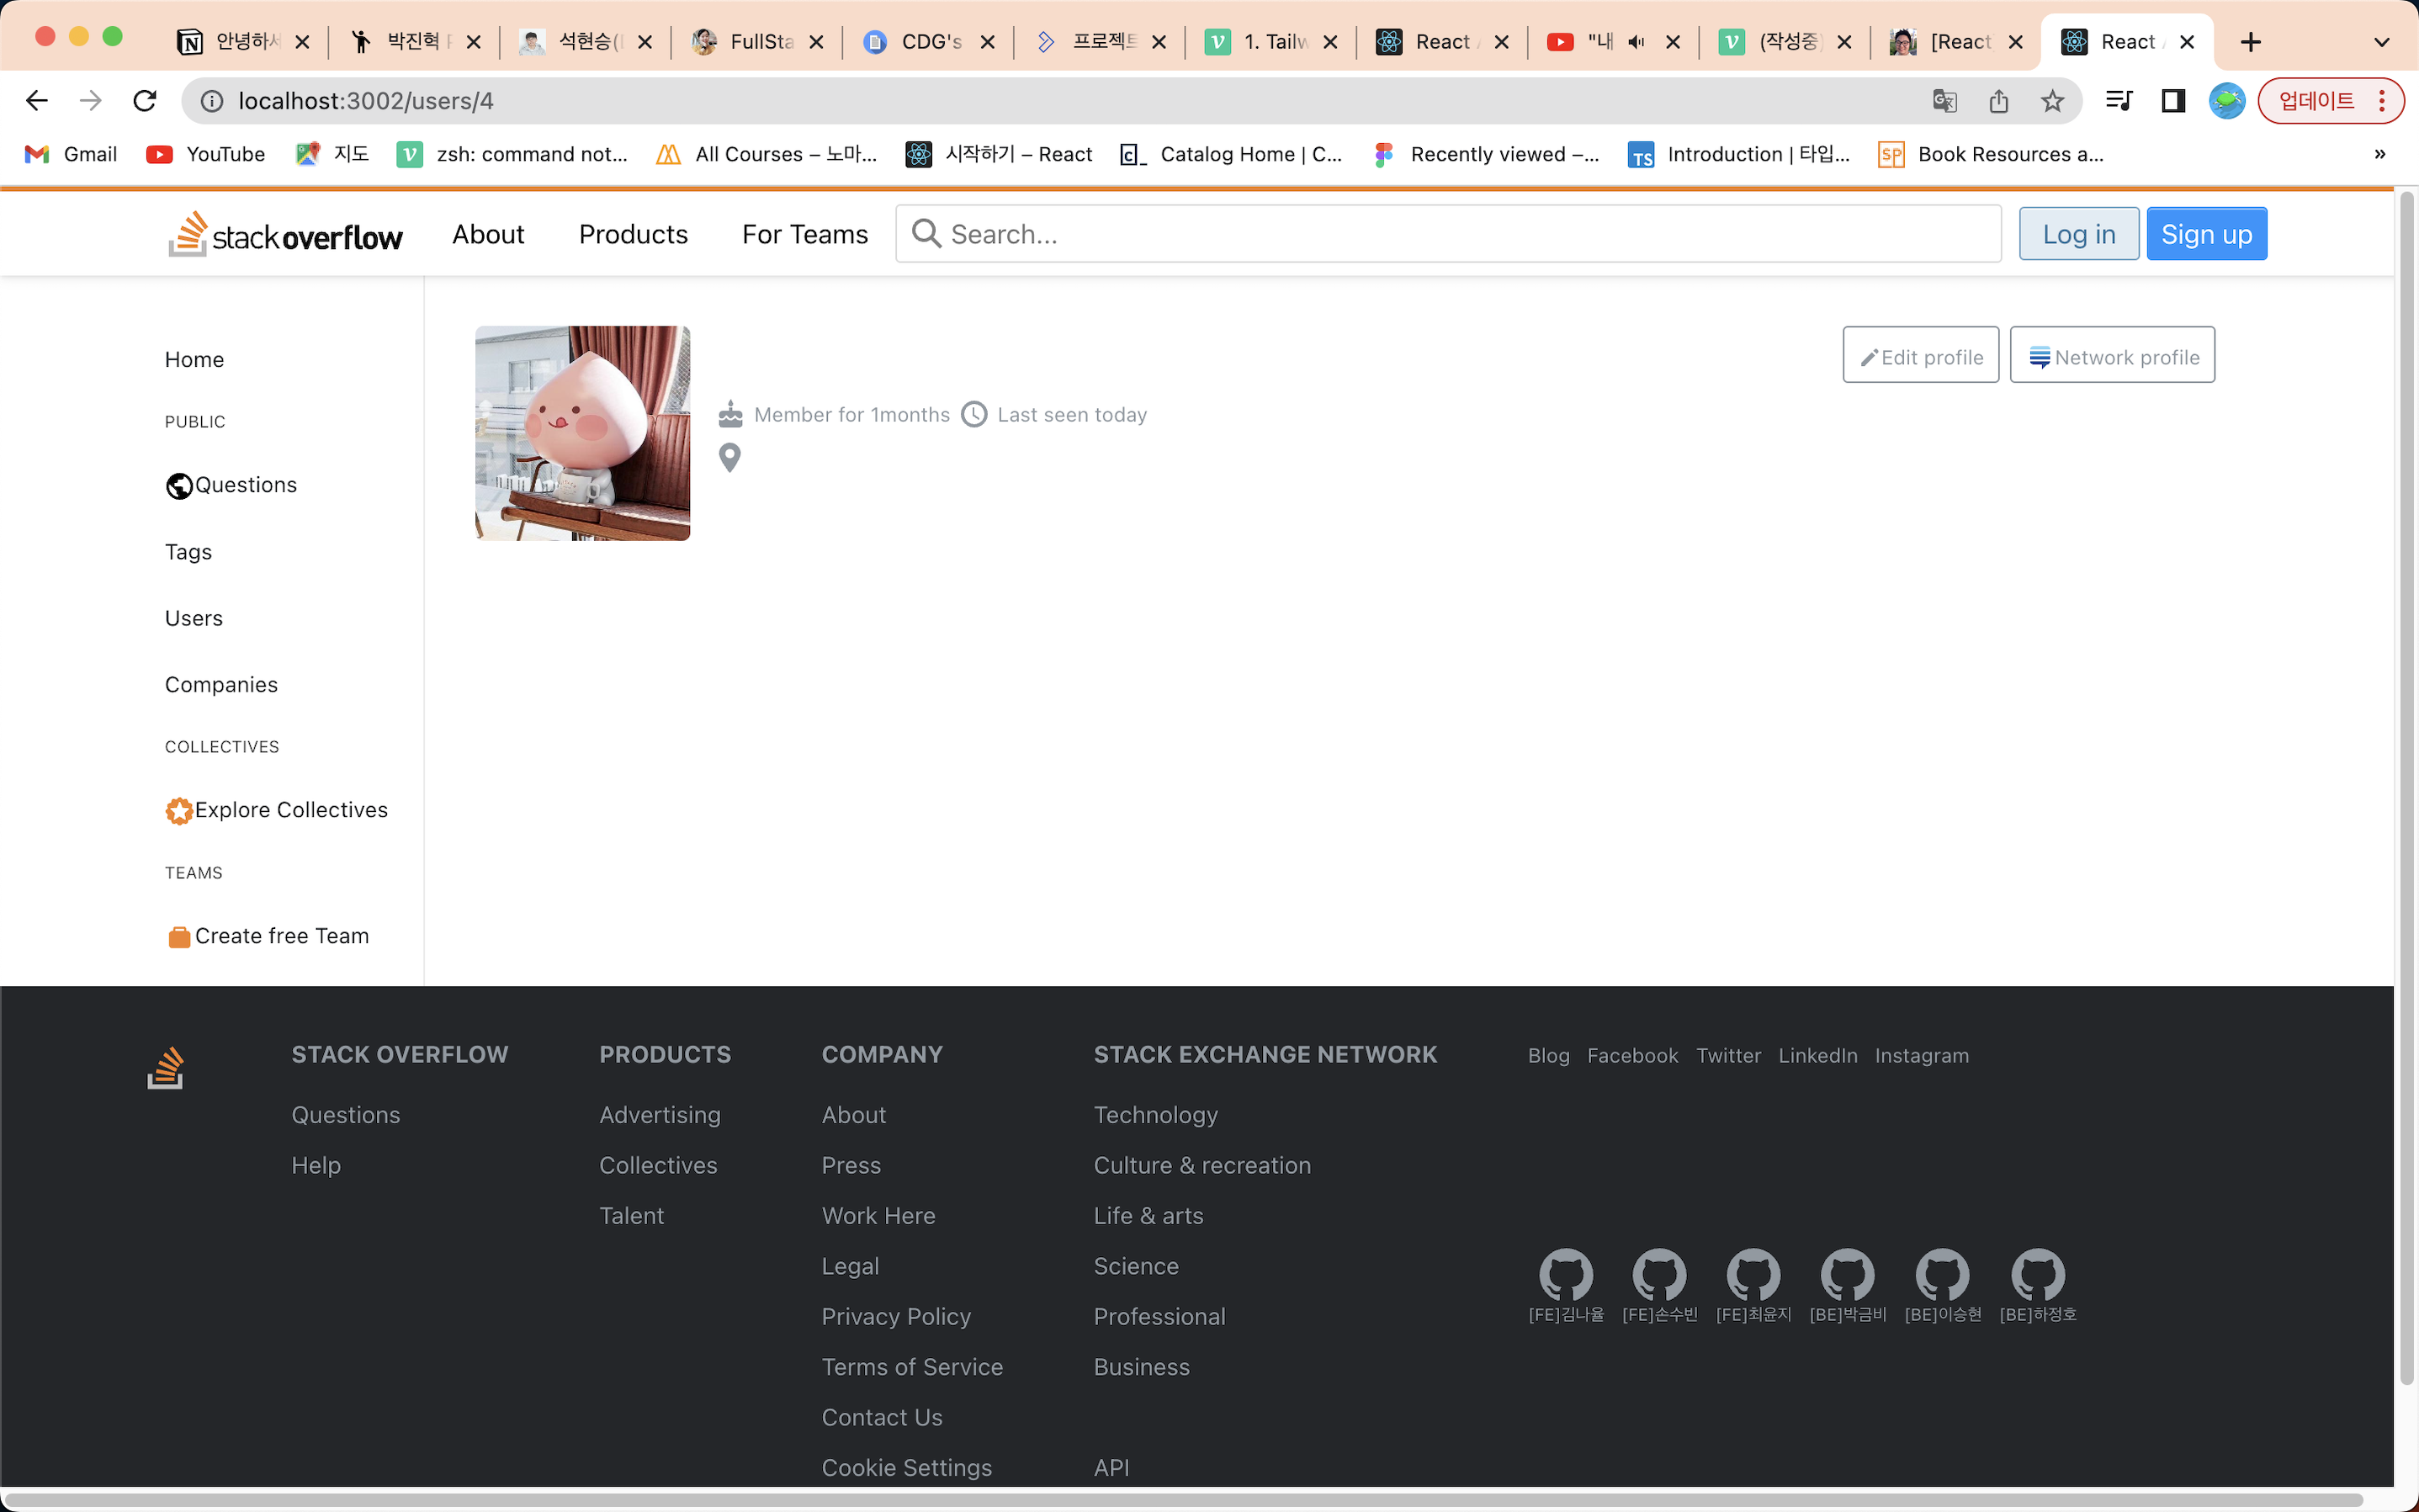 안녕하시
박진혁 F
석현승(
FullSta
CDG's
프로젝트
1. Tailw
React
"내
(작성중)
[React
React
localhost:3002/users/4
업데이트
Gmail
YouTube
지도
zsh: command not...
All Courses – 노마...
시작하기 – React
Catalog Home | C...
Recently viewed –...
Introduction | 타입...
Book Resources a...
»
stackoverflow
About
Products
For Teams
Search...
Log in
Sign up
Home
PUBLIC
Questions
Tags
Users
Companies
COLLECTIVES
Explore Collectives
TEAMS
Create free Team
Member for 1months
Last seen today
Edit profile
Network profile
STACK OVERFLOW
Questions
Help
PRODUCTS
Advertising
Collectives
Talent
COMPANY
About
Press
Work Here
Legal
Privacy Policy
Terms of Service
Contact Us
Cookie Settings
STACK EXCHANGE NETWORK
Technology
Culture & recreation
Life & arts
Science
Professional
Business
API
Blog Facebook Twitter LinkedIn Instagram
[FE]김나율 [FE]손수빈 [FE]최윤지 [BE]박금비 [BE]이승현 [BE]하정호